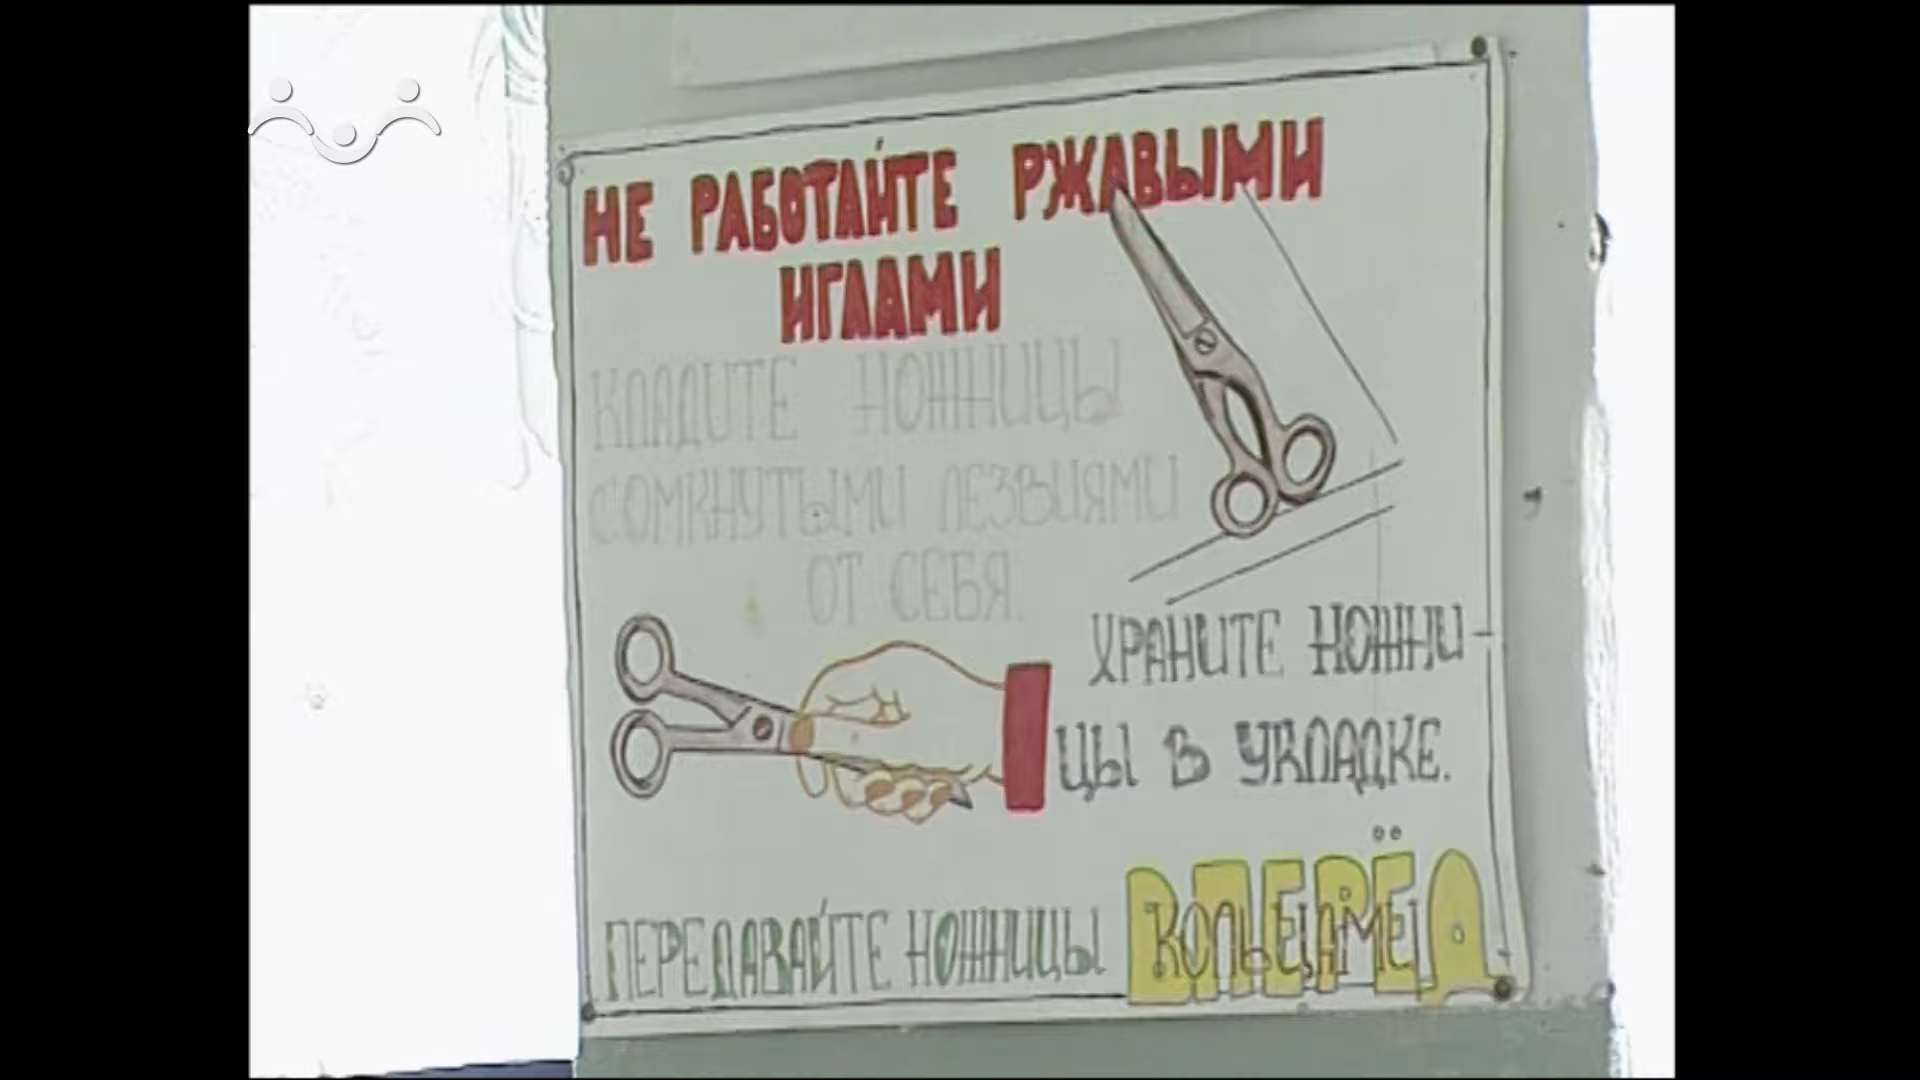 НЕ РАБОТАЙТЕ РЖАВЫМИ
ИГЛАМИ
КЛАДИТЕ НОЖНИЦЫ
СОМКНУТЫМИ ЛЕЗВИЯМИ
ОТ СЕБЯ.
ХРАНИТЕ НОЖНИ-
ЦЫ В УКЛАДКЕ.
ПЕРЕДАВАЙТЕ НОЖНИЦЫ КОЛЬЦАМИ ВПЕРЁД